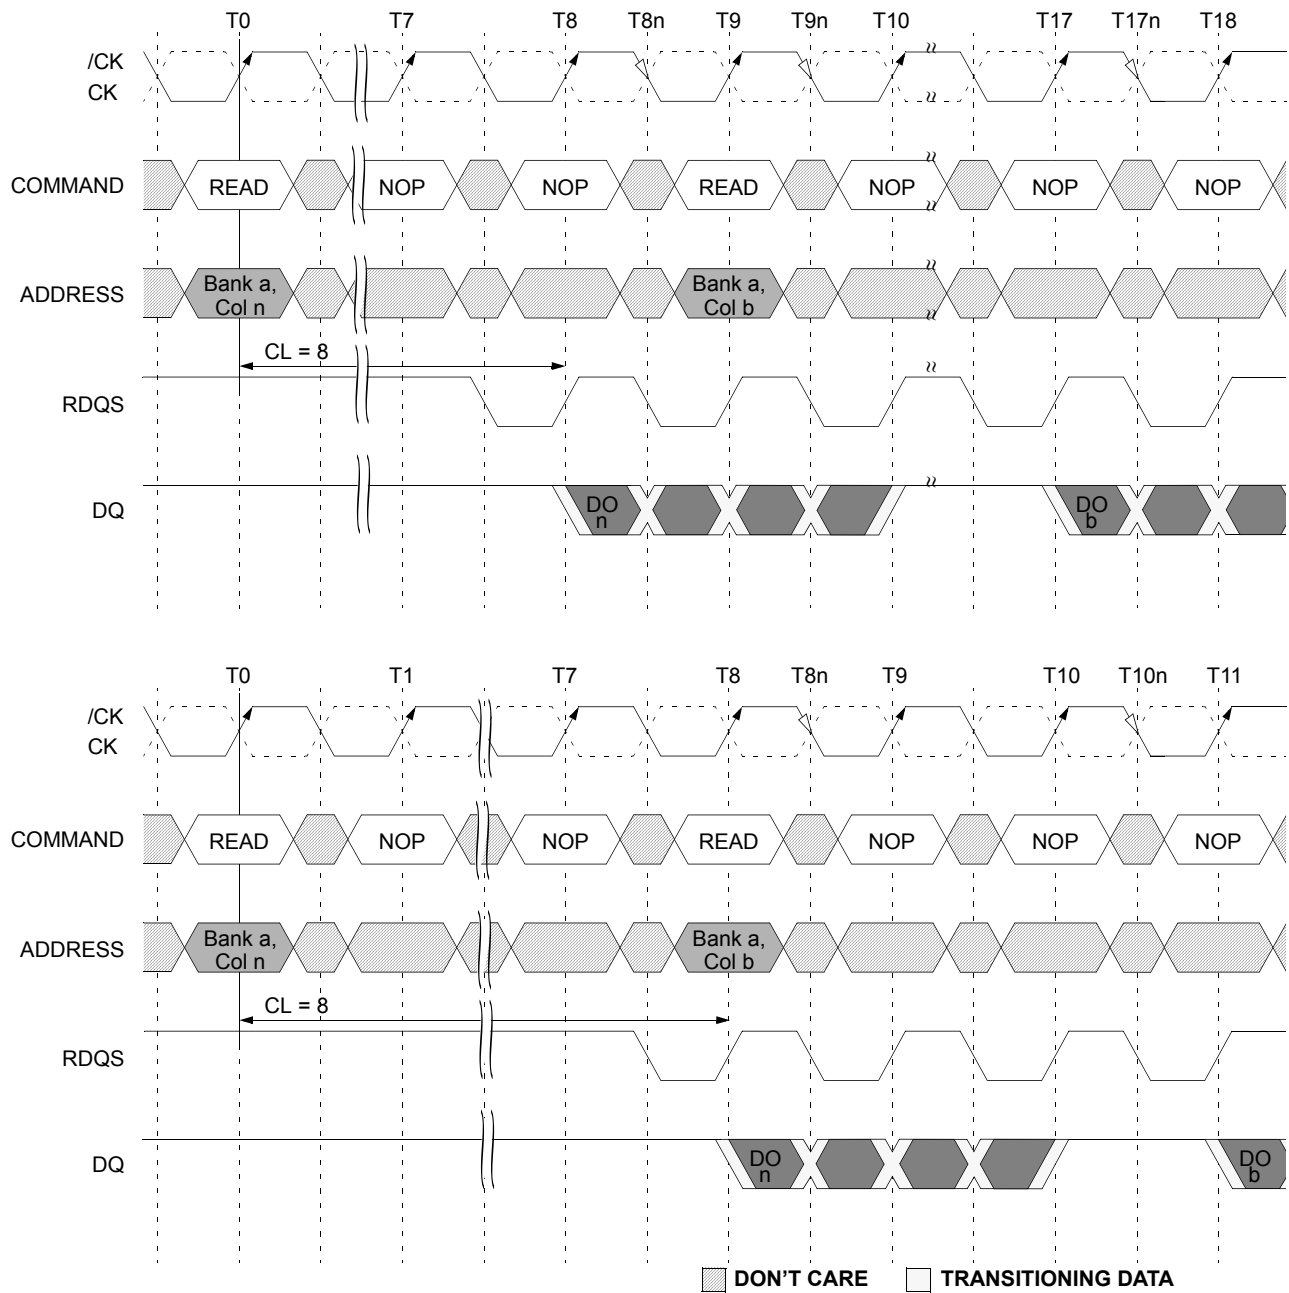 T0 T7 T8 T8n T9 T9n T10 T17 T17n T18
/CK
CK
COMMAND READ NOP NOP READ NOP NOP NOP
ADDRESS Bank a, Col n Bank a, Col b
CL = 8
RDQS
DQ DO n DO b
T0 T1 T7 T8 T8n T9 T10 T10n T11
/CK
CK
COMMAND READ NOP NOP READ NOP NOP NOP
ADDRESS Bank a, Col n Bank a, Col b
CL = 8
RDQS
DQ DO n DO b
DON'T CARE TRANSITIONING DATA